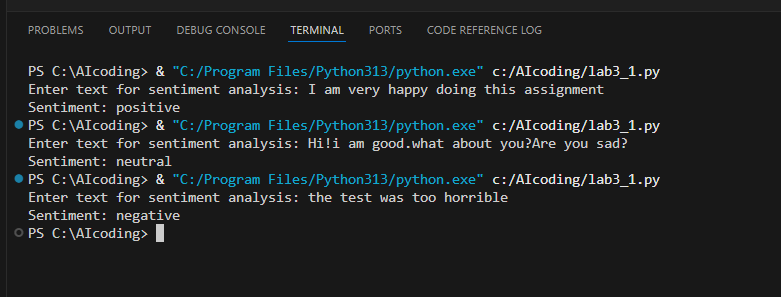 PROBLEMS OUTPUT DEBUG CONSOLE TERMINAL PORTS CODE REFERENCE LOG
PS C:\AIcoding> & "C:/Program Files/Python313/python.exe" c:/AIcoding/lab3_1.py
Enter text for sentiment analysis: I am very happy doing this assignment
Sentiment: positive
PS C:\AIcoding> & "C:/Program Files/Python313/python.exe" c:/AIcoding/lab3_1.py
Enter text for sentiment analysis: Hi!i am good.what about you?Are you sad?
Sentiment: neutral
PS C:\AIcoding> & "C:/Program Files/Python313/python.exe" c:/AIcoding/lab3_1.py
Enter text for sentiment analysis: the test was too horrible
Sentiment: negative
PS C:\AIcoding>